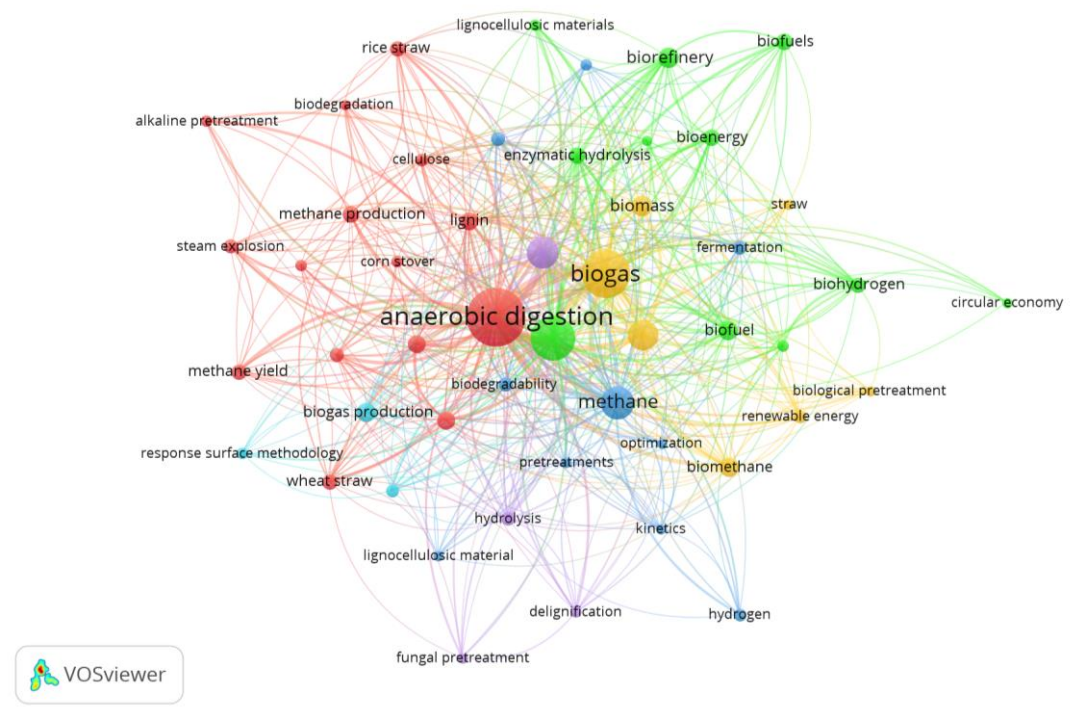 lignocellulosic materials
biofuels
rice straw
biorefinery
biodegradation
alkaline pretreatment
bioenergy
cellulose
enzymatic hydrolysis
biomass
straw
methane production
lignin
steam explosion
fermentation
corn stover
biogas
biohydrogen
circular economy
anaerobic digestion
biofuel
methane yield
biodegradability
biological pretreatment
biogas production
methane
renewable energy
optimization
response surface methodology
pretreatments
biomethane
wheat straw
hydrolysis
kinetics
lignocellulosic material
delignification
hydrogen
fungal pretreatment
VOSviewer